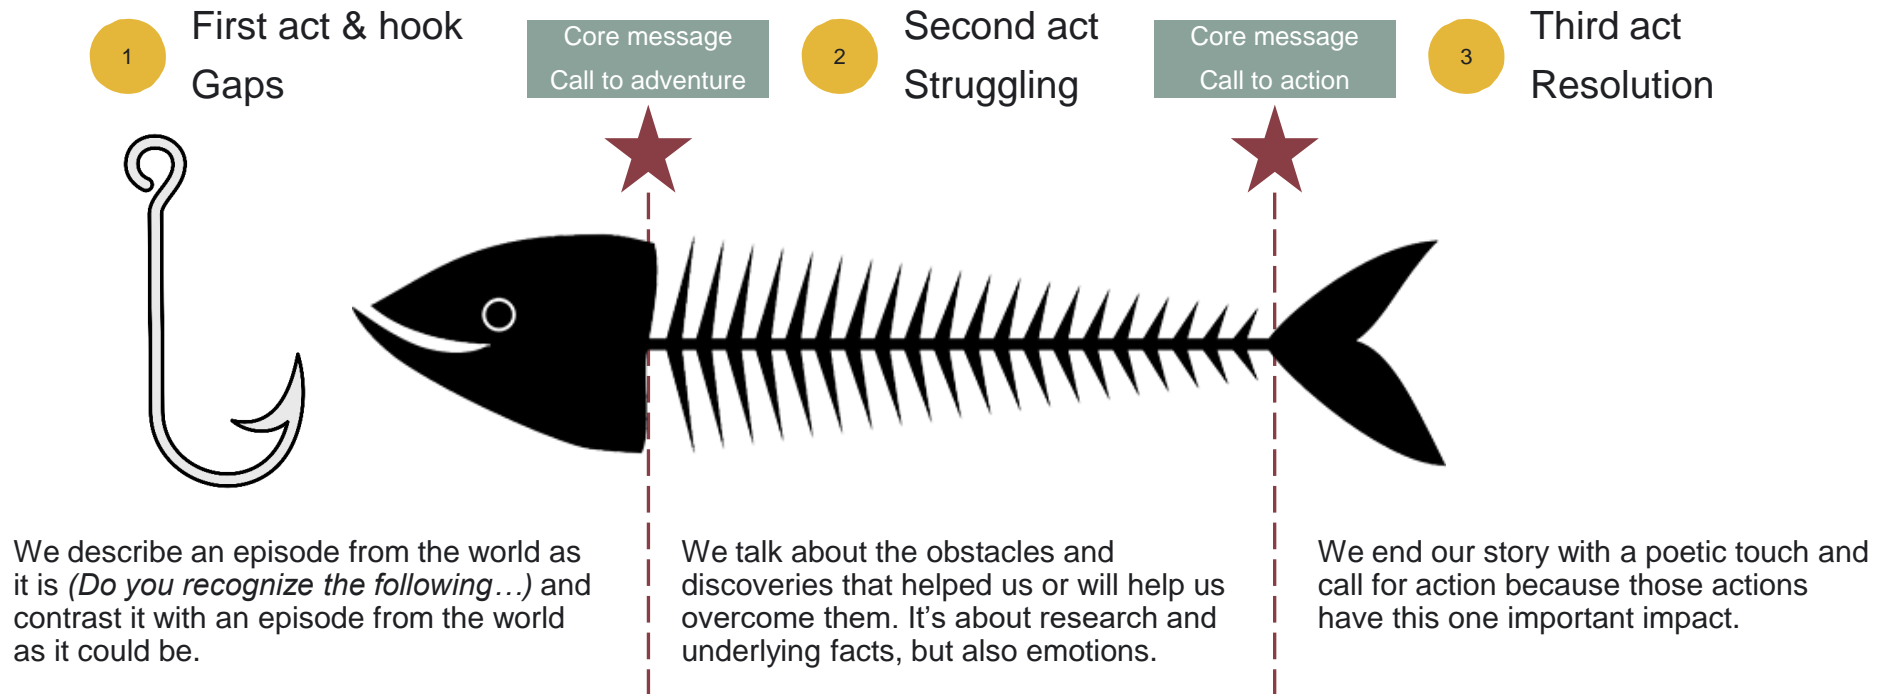 1
First act & hook
Gaps
Core message
Call to adventure
2
Second act
Struggling
Core message
Call to action
3
Third act
Resolution
We describe an episode from the world as
it is (Do you recognize the following…) and
contrast it with an episode from the world
as it could be.
We talk about the obstacles and
discoveries that helped us or will help us
overcome them. It’s about research and
underlying facts, but also emotions.
We end our story with a poetic touch and
call for action because those actions
have this one important impact.